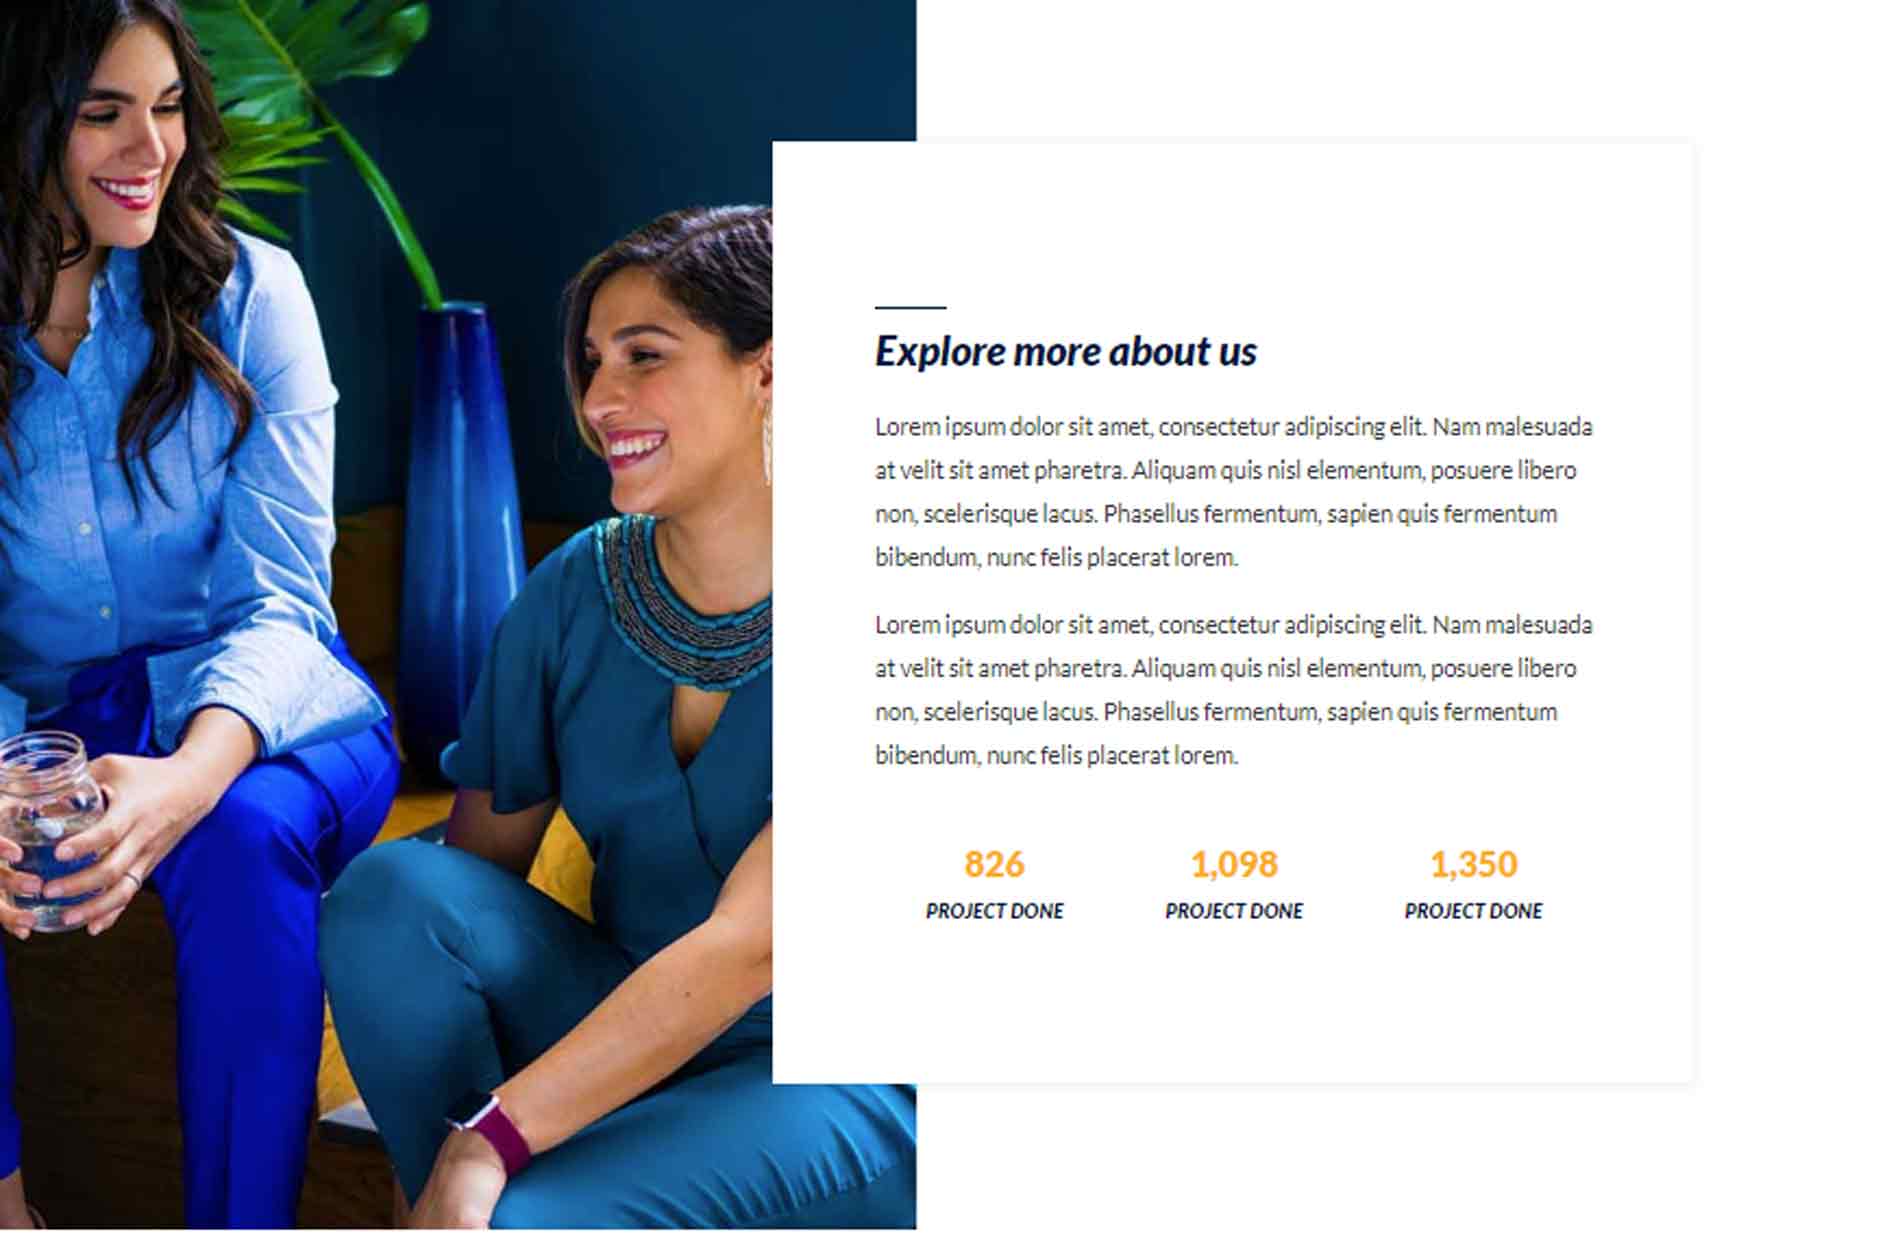 Explore more about us
Lorem ipsum dolor sit amet, consectetur adipiscing elit. Nam malesuada
at velit sit amet pharetra. Aliquam quis nisl elementum, posuere libero
non, scelerisque lacus. Phasellus fermentum, sapien quis fermentum
bibendum, nunc felis placerat lorem.
Lorem ipsum dolor sit amet, consectetur adipiscing elit. Nam malesuada
at velit sit amet pharetra. Aliquam quis nisl elementum, posuere libero
non, scelerisque lacus. Phasellus fermentum, sapien quis fermentum
bibendum, nunc felis placerat lorem.
826 1,098 1,350
PROJECT DONE PROJECT DONE PROJECT DONE